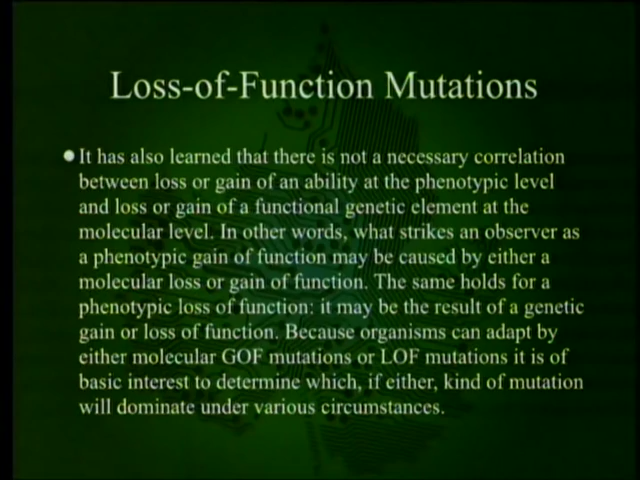 Loss-of-Function Mutations
It has also learned that there is not a necessary correlation
between loss or gain of an ability at the phenotypic level
and loss or gain of a functional genetic element at the
molecular level. In other words, what strikes an observer as
a phenotypic gain of function may be caused by either a
molecular loss or gain of function. The same holds for a
phenotypic loss of function: it may be the result of a genetic
gain or loss of function. Because organisms can adapt by
either molecular GOF mutations or LOF mutations it is of
basic interest to determine which, if either, kind of mutation
will dominate under various circumstances.